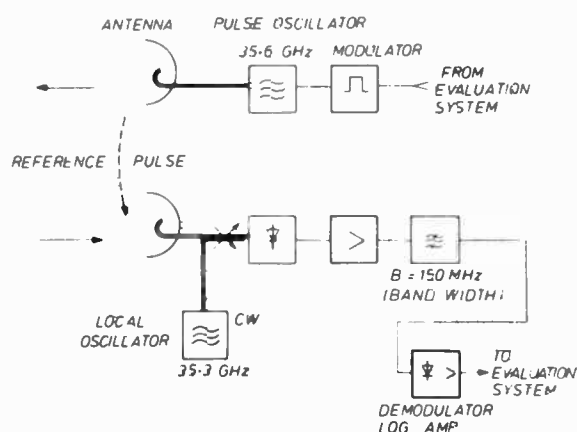 ANTENNA
PULSE OSCILLATOR
35·6 GHz
MODULATOR
FROM
EVALUATION
SYSTEM
REFERENCE PULSE
B = 150 MHz
(BAND WIDTH)
LOCAL
OSCILLATOR
CW
35·3 GHz
TO
EVALUATION
SYSTEM
DEMODULATOR
LOG AMP